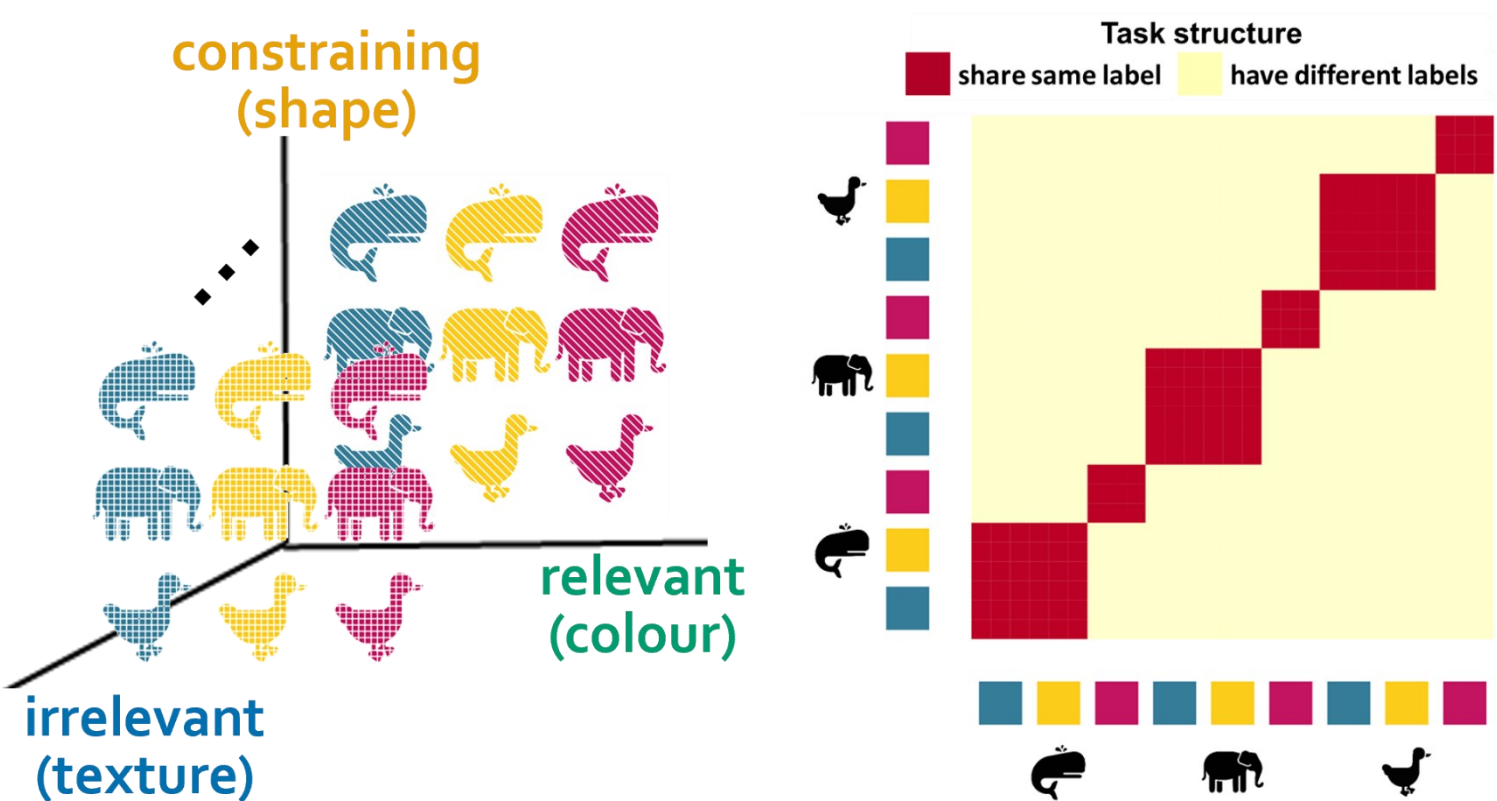 constraining
(shape)
relevant
(colour)
irrelevant
(texture)
Task structure
share same label
have different labels